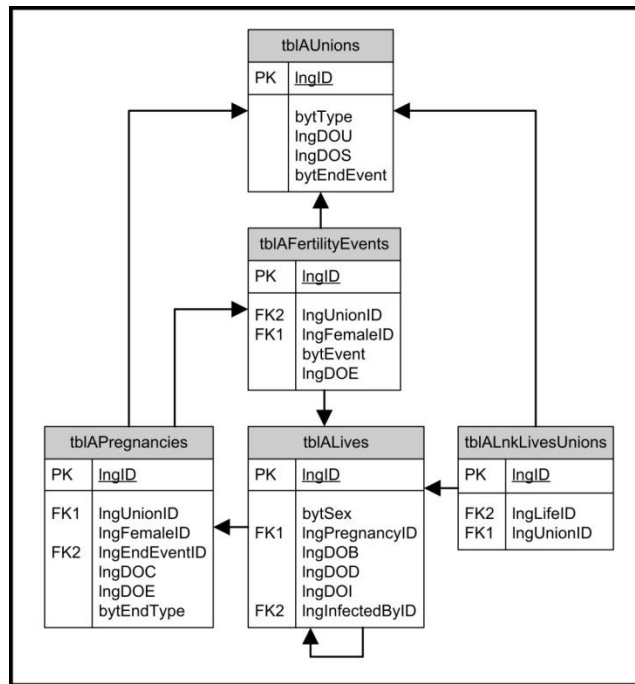 tblAUnions
PK lngID
bytType
lngDOU
lngDOS
bytEndEvent
tblAFertilityEvents
PK lngID
FK2 lngUnionID
FK1 lngFemaleID
bytEvent
lngDOE
tblAPregnancies
PK lngID
FK1 lngUnionID
lngFemaleID
FK2 lngEndEventID
lngDOC
lngDOE
bytEndType
tblALives
PK lngID
bytSex
FK1 lngPregnancyID
lngDOB
lngDOD
lngDOI
FK2 lngInfectedByID
tblALnkLivesUnions
PK lngID
FK2 lngLifeID
FK1 lngUnionID